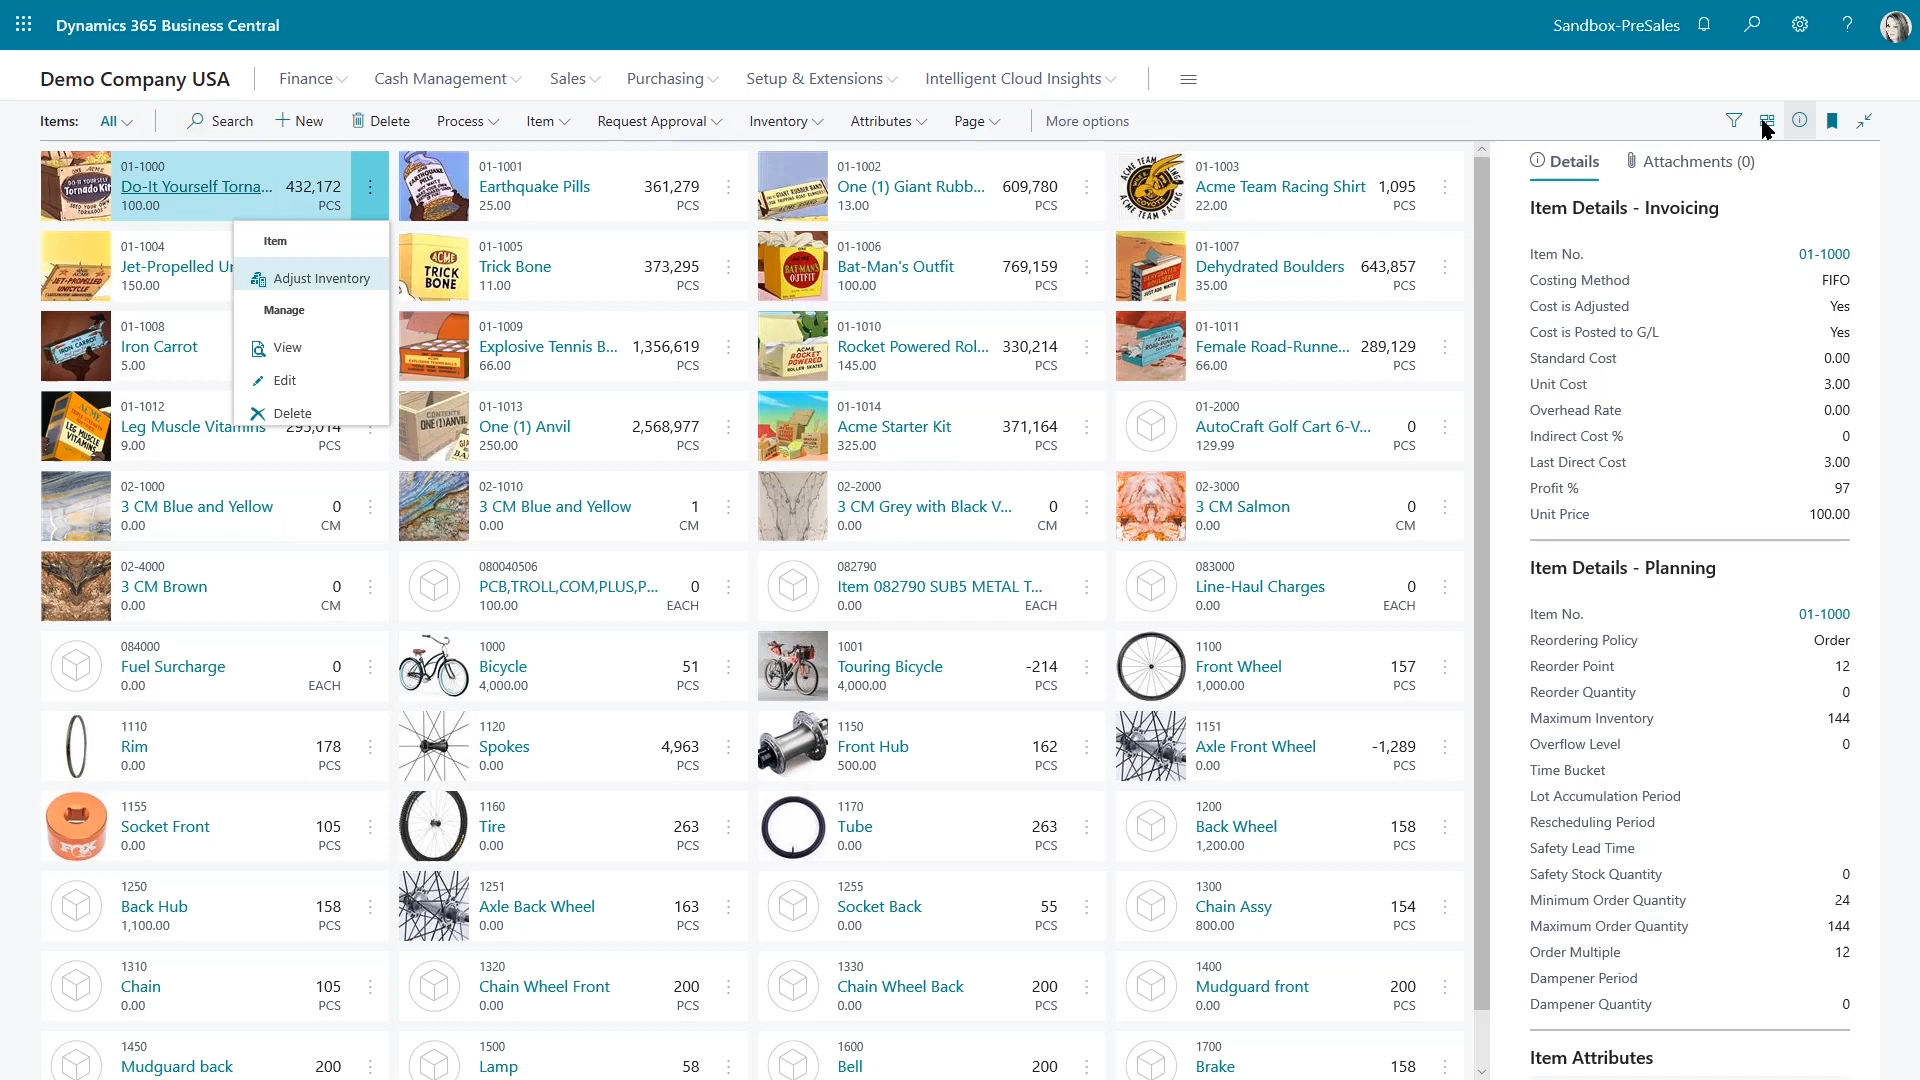 Dynamics 365 Business Central
Sandbox-PreSales
?
Demo Company USA
Finance
Cash Management
Sales
Purchasing
Setup & Extensions
Intelligent Cloud Insights
Items:
All
Search
New
Delete
Process
Item
Request Approval
Inventory
Attributes
Page
More options
01-1000
Do-It Yourself Torna... 432,172
100.00 PCS
01-1001
Earthquake Pills 361,279
25.00 PCS
01-1002
One (1) Giant Rubb... 609,780
13.00 PCS
01-1003
Acme Team Racing Shirt 1,095
22.00 PCS
01-1004
Jet-Propelled Un
150.00
Item
Adjust Inventory
Manage
View
Edit
Delete
01-1005
Trick Bone 373,295
11.00 PCS
01-1006
Bat-Man's Outfit 769,159
100.00 PCS
01-1007
Dehydrated Boulders 643,857
35.00 PCS
01-1008
Iron Carrot
5.00
01-1009
Explosive Tennis B... 1,356,619
66.00 PCS
01-1010
Rocket Powered Rol... 330,214
145.00 PCS
01-1011
Female Road-Runne... 289,129
66.00 PCS
01-1012
Leg Muscle Vitamins 295,014
9.00 PCS
01-1013
One (1) Anvil 2,568,977
250.00 PCS
01-1014
Acme Starter Kit 371,164
325.00 PCS
01-2000
AutoCraft Golf Cart 6-V... 0
129.99 PCS
02-1000
3 CM Blue and Yellow 0
0.00 CM
02-1010
3 CM Blue and Yellow 1
0.00 CM
02-2000
3 CM Grey with Black V... 0
0.00 CM
02-3000
3 CM Salmon 0
0.00 CM
02-4000
3 CM Brown 0
0.00 CM
080040506
PCB,TROLL,COM,PLUS,P... 0
100.00 EACH
082790
Item 082790 SUB5 METAL T...
0.00 EACH
083000
Line-Haul Charges 0
0.00 EACH
084000
Fuel Surcharge 0
0.00 EACH
1000
Bicycle 51
4,000.00 PCS
1001
Touring Bicycle -214
4,000.00 PCS
1100
Front Wheel 157
1,000.00 PCS
1110
Rim 178
0.00 PCS
1120
Spokes 4,963
0.00 PCS
1150
Front Hub 162
500.00 PCS
1151
Axle Front Wheel -1,289
0.00 PCS
1155
Socket Front 105
0.00 PCS
1160
Tire 263
0.00 PCS
1170
Tube 263
0.00 PCS
1200
Back Wheel 158
1,200.00 PCS
1250
Back Hub 158
1,100.00 PCS
1251
Axle Back Wheel 163
0.00 PCS
1255
Socket Back 55
0.00 PCS
1300
Chain Assy 154
800.00 PCS
1310
Chain 105
0.00 PCS
1320
Chain Wheel Front 200
0.00 PCS
1330
Chain Wheel Back 200
0.00 PCS
1400
Mudguard front 200
0.00 PCS
1450
Mudguard back 200
1500
Lamp 58
1600
Bell 200
1700
Brake 158
Details
Attachments (0)
Item Details - Invoicing
Item No. 01-1000
Costing Method FIFO
Cost is Adjusted Yes
Cost is Posted to G/L Yes
Standard Cost 0.00
Unit Cost 3.00
Overhead Rate 0.00
Indirect Cost % 0
Last Direct Cost 3.00
Profit % 97
Unit Price 100.00
Item Details - Planning
Item No. 01-1000
Reordering Policy Order
Reorder Point 12
Reorder Quantity 0
Maximum Inventory 144
Overflow Level 0
Time Bucket
Lot Accumulation Period
Rescheduling Period
Safety Lead Time
Safety Stock Quantity 0
Minimum Order Quantity 24
Maximum Order Quantity 144
Order Multiple 12
Dampener Period
Dampener Quantity 0
Item Attributes